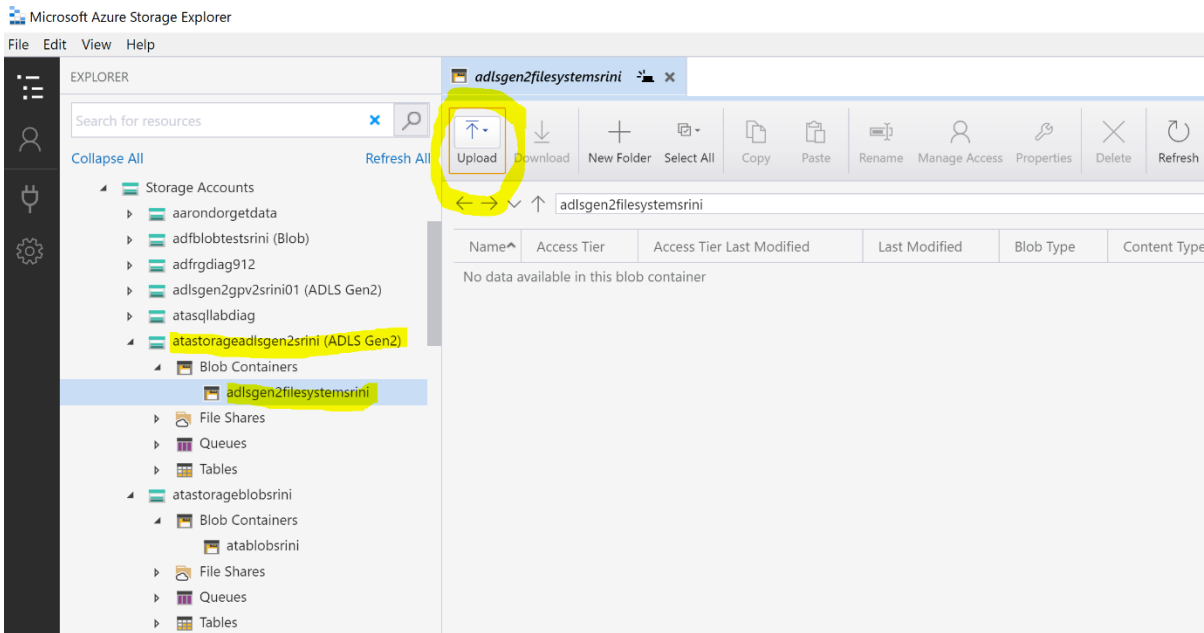 Microsoft Azure Storage Explorer
File Edit View Help
EXPLORER
Search for resources
Collapse All Refresh All
Storage Accounts
aarondorgetdata
adfblobtestsrini (Blob)
adfrgdiag912
adlsgen2gpv2srini01 (ADLS Gen2)
atasqllabdiag
atastorageadlsgen2srini (ADLS Gen2)
Blob Containers
adlsgen2filesystemsrini
File Shares
Queues
Tables
atastorageblobsrini
Blob Containers
atablobsrini
File Shares
Queues
Tables
adlsgen2filesystemsrini
Upload Download New Folder Select All Copy Paste Rename Manage Access Properties Delete Refresh
adlsgen2filesystemsrini
Name Access Tier Access Tier Last Modified Last Modified Blob Type Content Type
No data available in this blob container